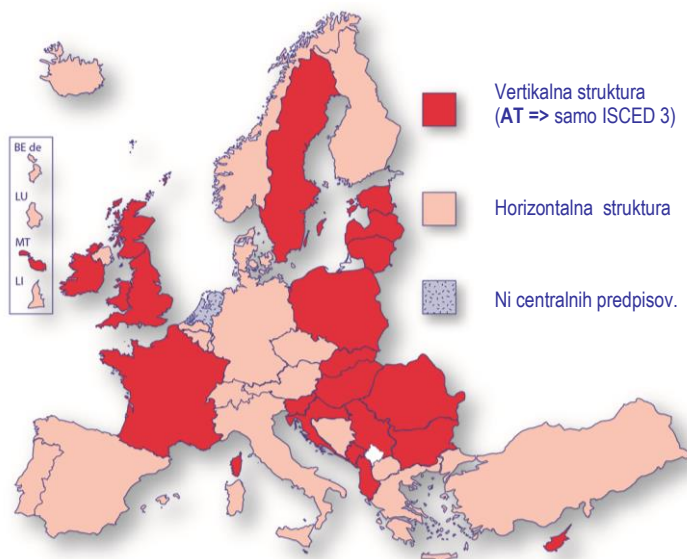 Vertikalna struktura
(AT => samo ISCED 3)
BE de
LU
Horizontalna struktura
MT
LI
Ni centralnih predpisov.